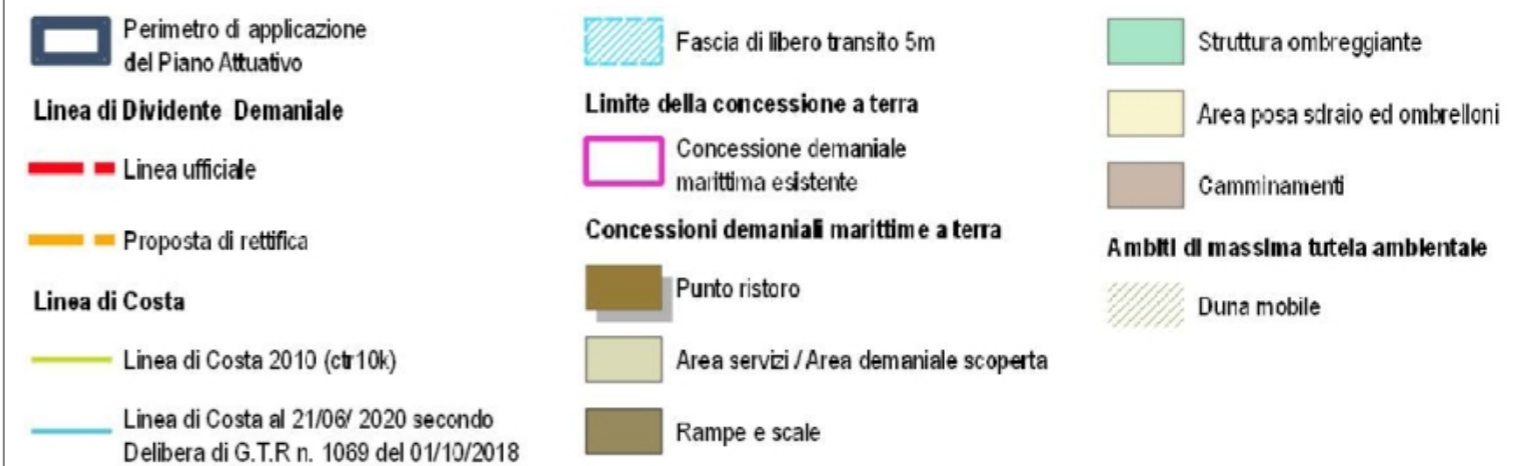 Perimetro di applicazione
del Piano Attuativo
Linea di Dividente Demaniale
Linea ufficiale
Proposta di rettifica
Linea di Costa
Linea di Costa 2010 (ctr10k)
Linea di Costa al 21/06/ 2020 secondo
Delibera di G.T.R n. 1069 del 01/10/2018
Fascia di libero transito 5m
Limite della concessione a terra
Concessione demaniale
marittima esistente
Concessioni demaniali marittime a terra
Punto ristoro
Area servizi / Area demaniale scoperta
Rampe e scale
Struttura ombreggiante
Area posa sdraio ed ombrelloni
Camminamenti
Ambiti di massima tutela ambientale
Duna mobile